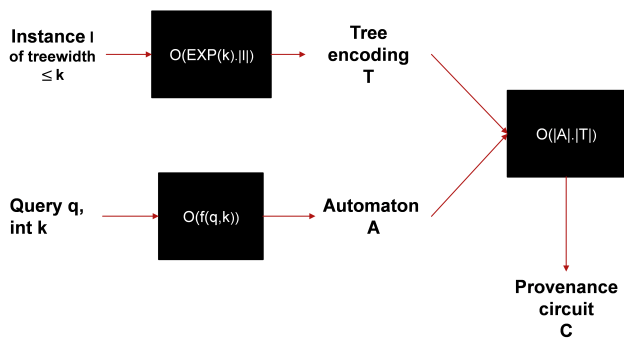 Instance I
of treewidth
≤ k
O(EXP(k).|I|)
Tree
encoding
T
O(|A|.|T|)
Query q,
int k
O(f(q,k))
Automaton
A
Provenance
circuit
C